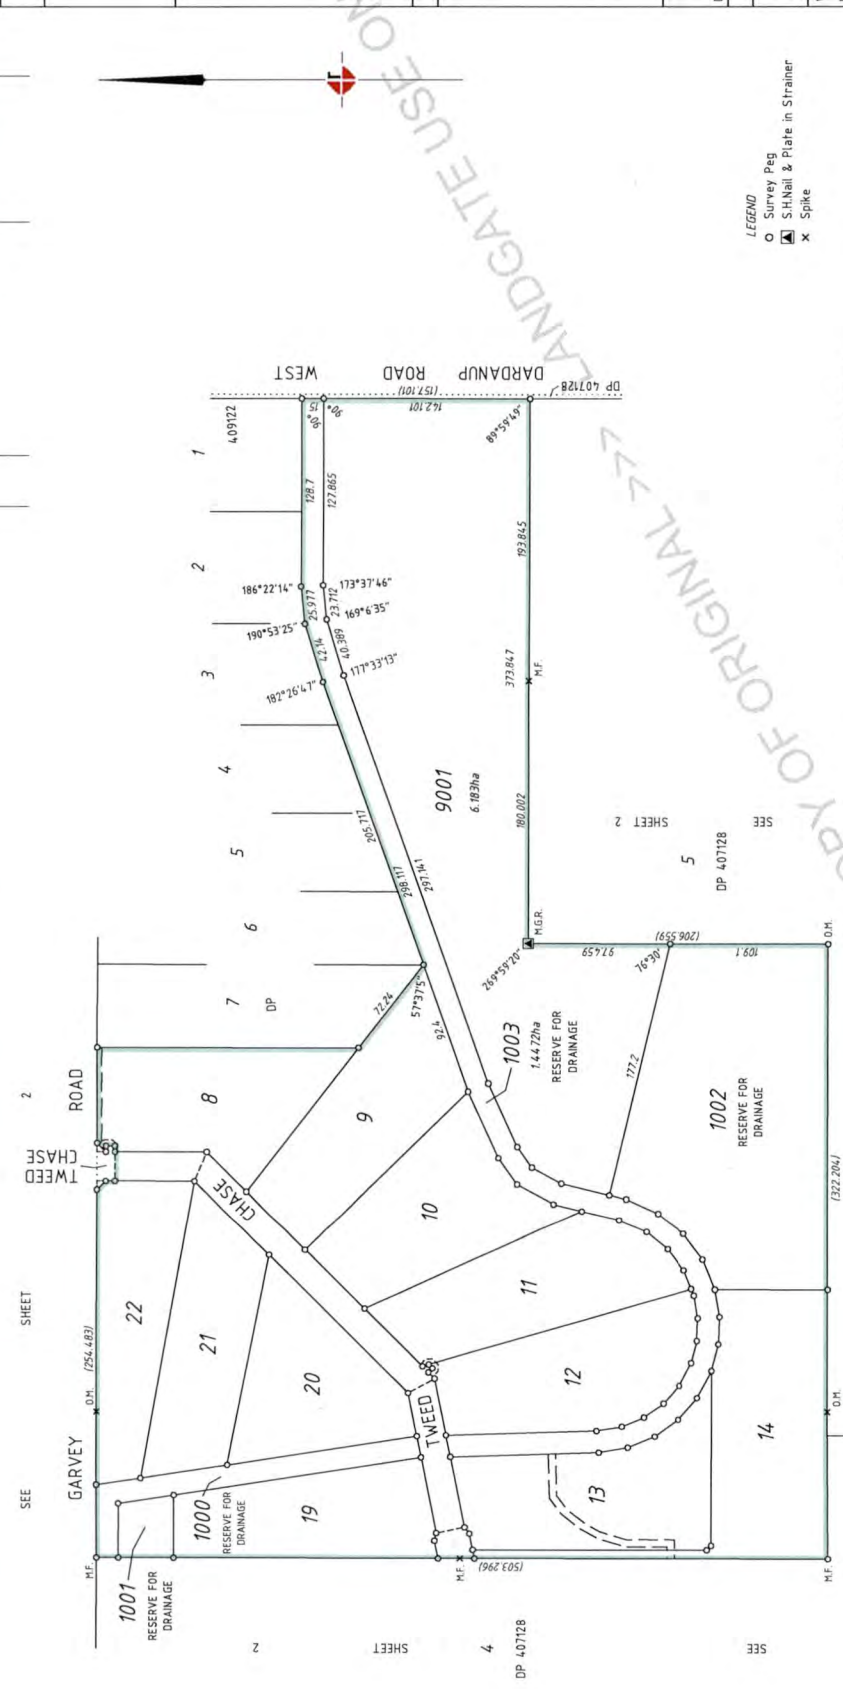 <<< COPY OF ORIGINAL >>> LANDGATE USE ON
LEGEND
Survey Peg
S.H.Nail & Plate in Strainer
Spike
WEST
DARDANUP ROAD
DP 407128
(157.101)
142.101
15
90°
90°
89°59'49"
409122
1
2
3
4
5
6
7
DP
128.7
127.865
186°22'14"
173°37'46"
25.977
23.712
190°53'25"
169°6'35"
42.14
40.389
182°26'47"
177°33'13"
205.717
298.117
297.141
9001
6.183ha
193.845
373.847
M.F.
180.002
M.G.R.
269°59'20"
97.459
(206.559)
76°30'
109.1
O.M.
5
DP 407128
SEE
SHEET 2
57°37'5"
72.24
92.4
1003
1.4472ha
RESERVE FOR
DRAINAGE
177.2
1002
RESERVE FOR
DRAINAGE
(322.204)
2
ROAD
TWEED
CHASE
8
9
CHASE
10
11
12
SHEET
22
(254.483)
21
20
O.M.
TWEED
14
O.M.
SEE
GARVEY
1000
RESERVE FOR
DRAINAGE
19
13
M.F.
1001
RESERVE FOR
DRAINAGE
M.F.
(503.296)
M.F.
2
SHEET
4
DP 407128
SEE